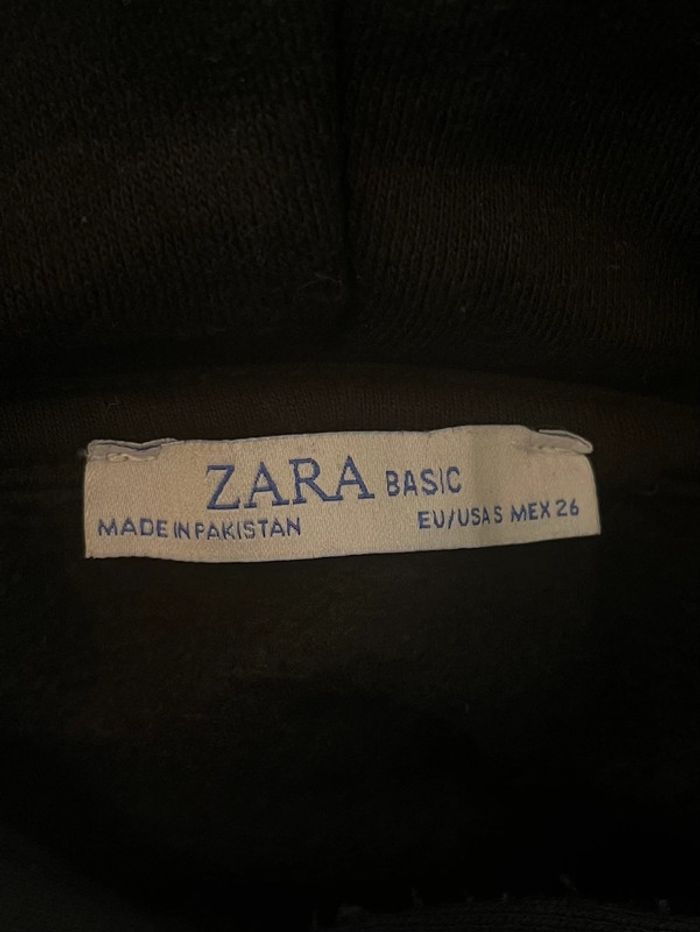 ZARA BASIC
MADE IN PAKISTAN EU/USA S MEX 26